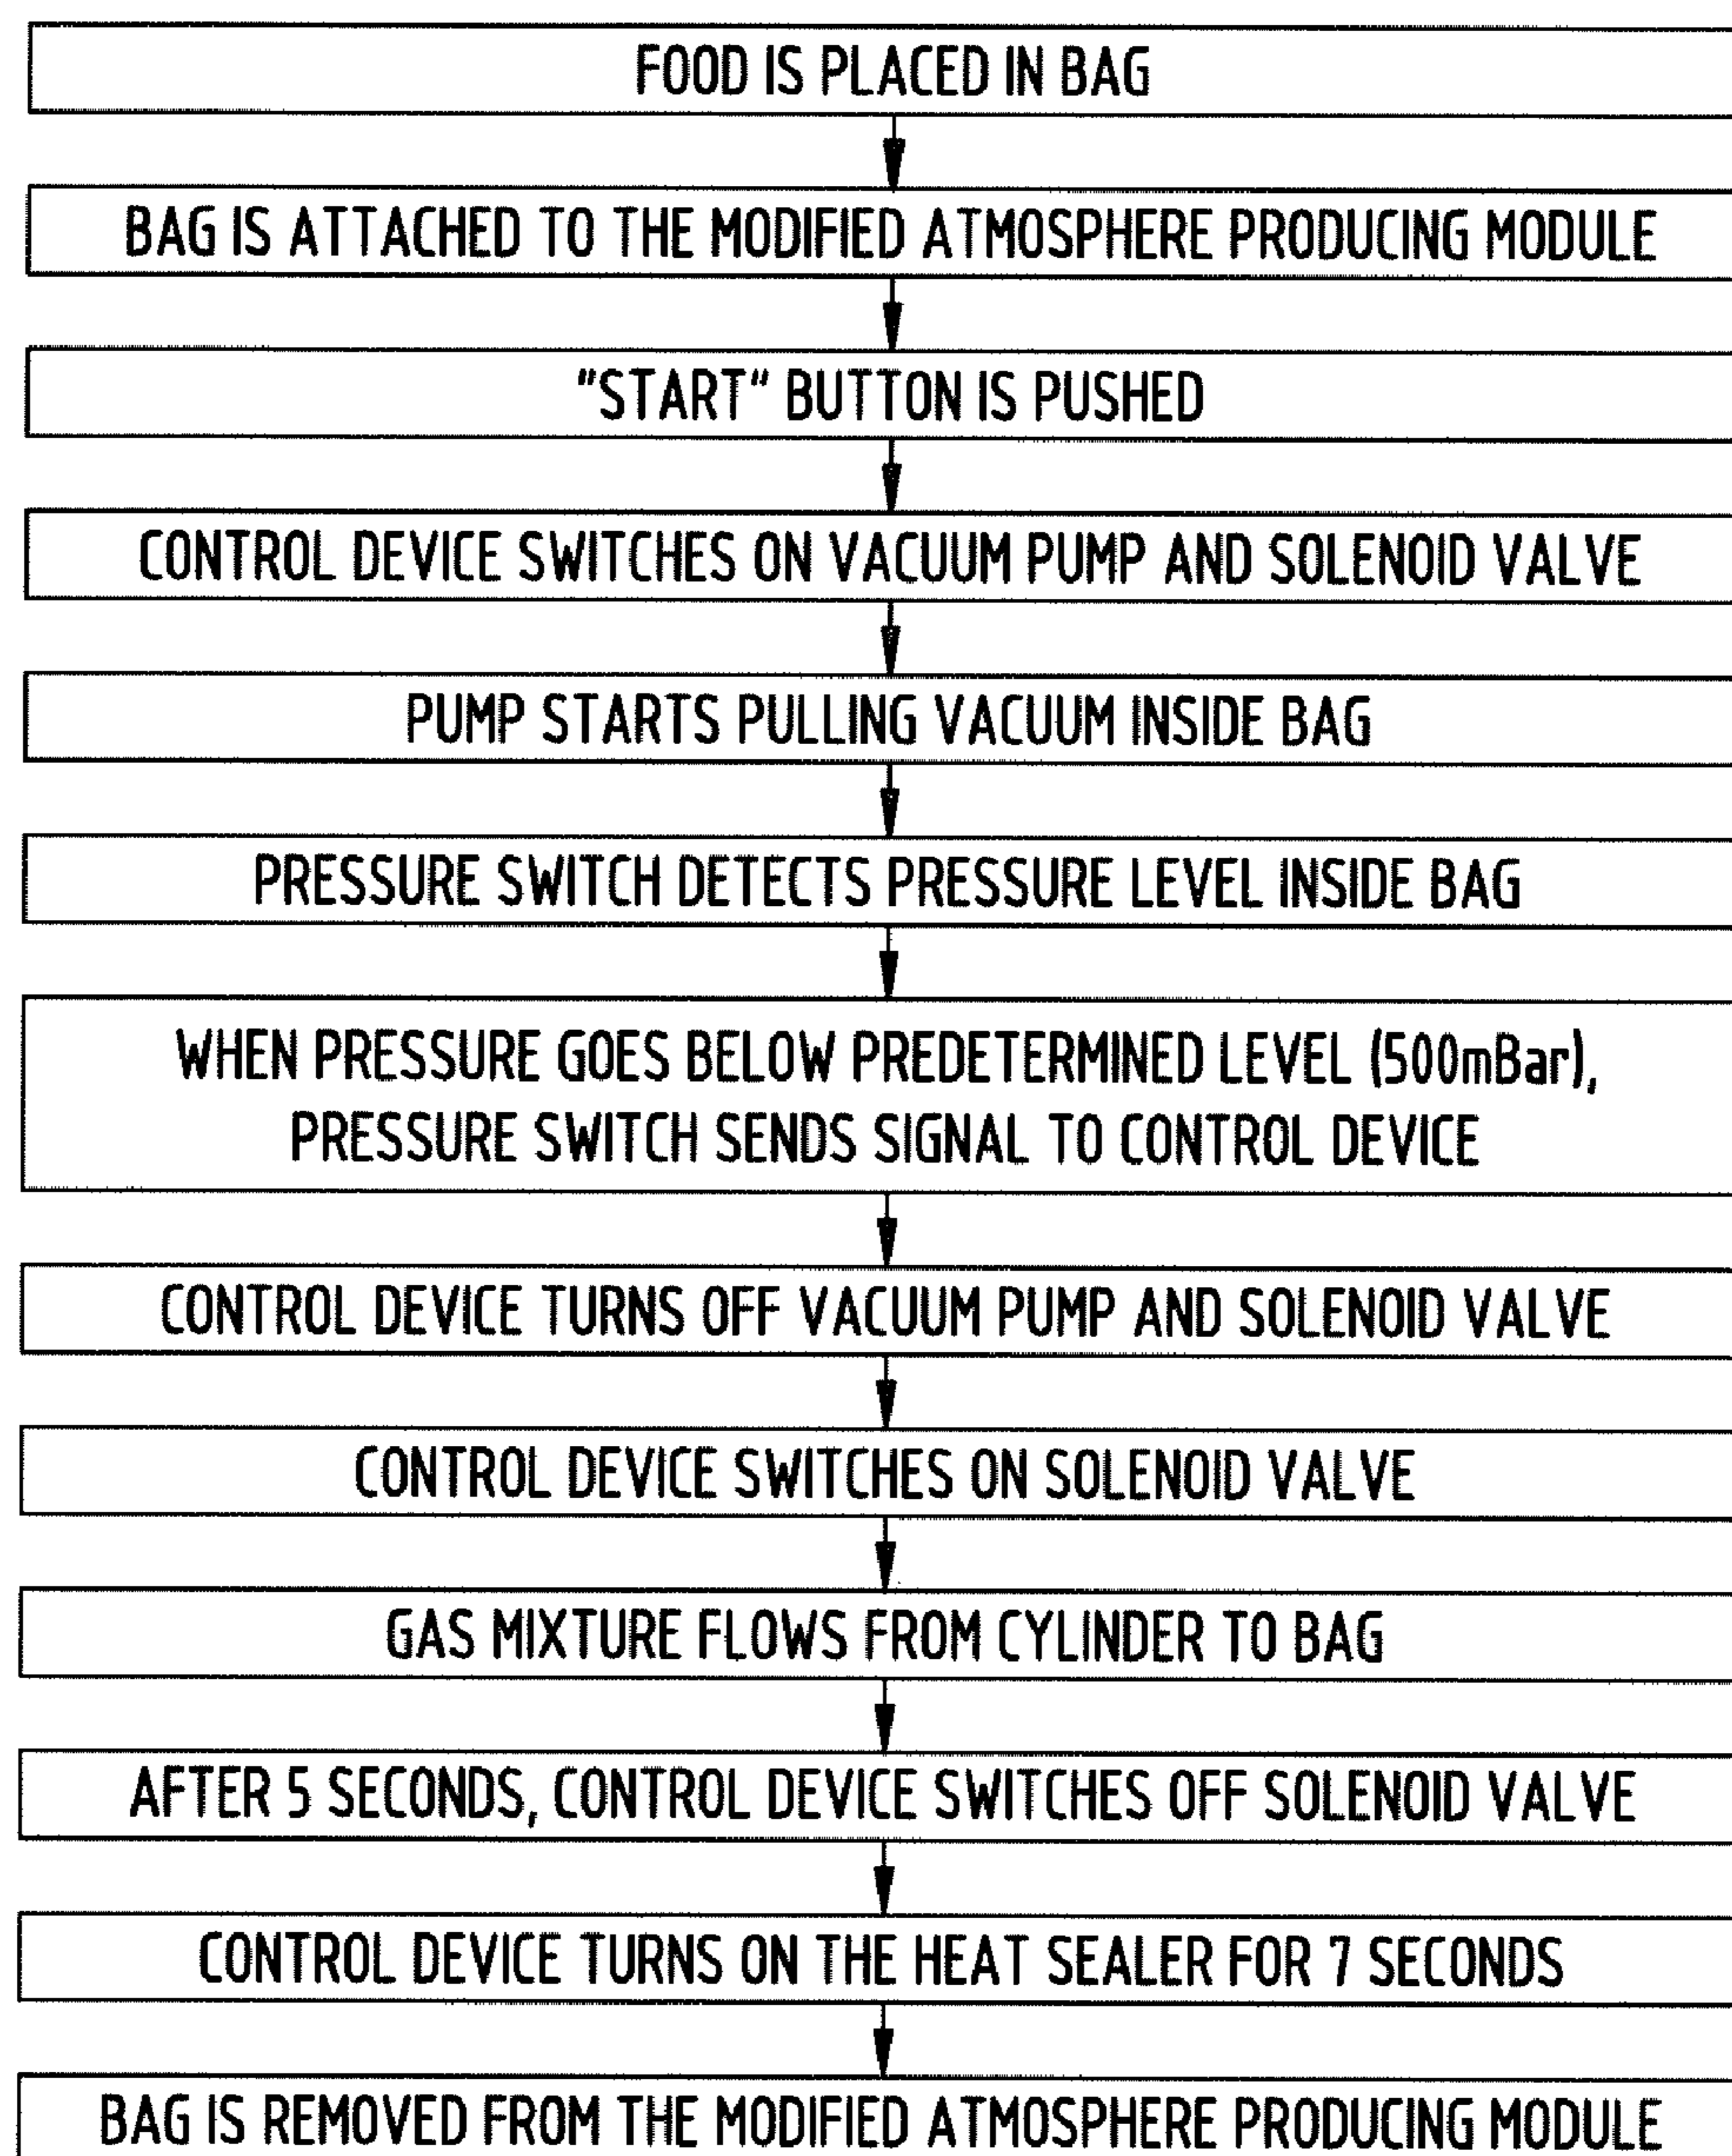 FOOD IS PLACED IN BAG
BAG IS ATTACHED TO THE MODIFIED ATMOSPHERE PRODUCING MODULE
"START" BUTTON IS PUSHED
CONTROL DEVICE SWITCHES ON VACUUM PUMP AND SOLENOID VALVE
PUMP STARTS PULLING VACUUM INSIDE BAG
PRESSURE SWITCH DETECTS PRESSURE LEVEL INSIDE BAG
WHEN PRESSURE GOES BELOW PREDETERMINED LEVEL (500mBar),
PRESSURE SWITCH SENDS SIGNAL TO CONTROL DEVICE
CONTROL DEVICE TURNS OFF VACUUM PUMP AND SOLENOID VALVE
CONTROL DEVICE SWITCHES ON SOLENOID VALVE
GAS MIXTURE FLOWS FROM CYLINDER TO BAG
AFTER 5 SECONDS, CONTROL DEVICE SWITCHES OFF SOLENOID VALVE
CONTROL DEVICE TURNS ON THE HEAT SEALER FOR 7 SECONDS
BAG IS REMOVED FROM THE MODIFIED ATMOSPHERE PRODUCING MODULE